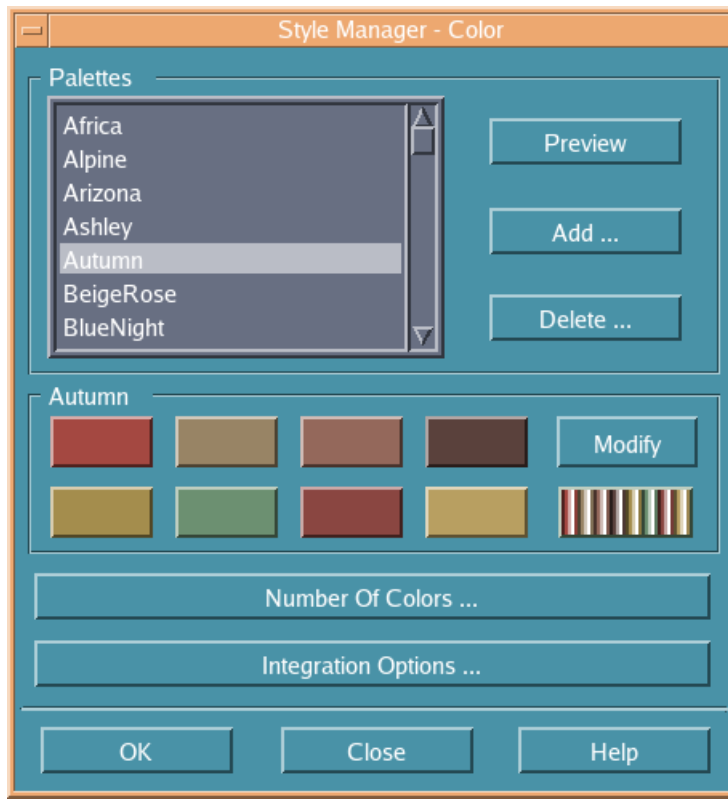 Style Manager - Color
Palettes
Africa
Alpine
Arizona
Ashley
Autumn
BeigeRose
BlueNight
Preview
Add ...
Delete ...
Autumn
Modify
Number Of Colors ...
Integration Options ...
OK
Close
Help